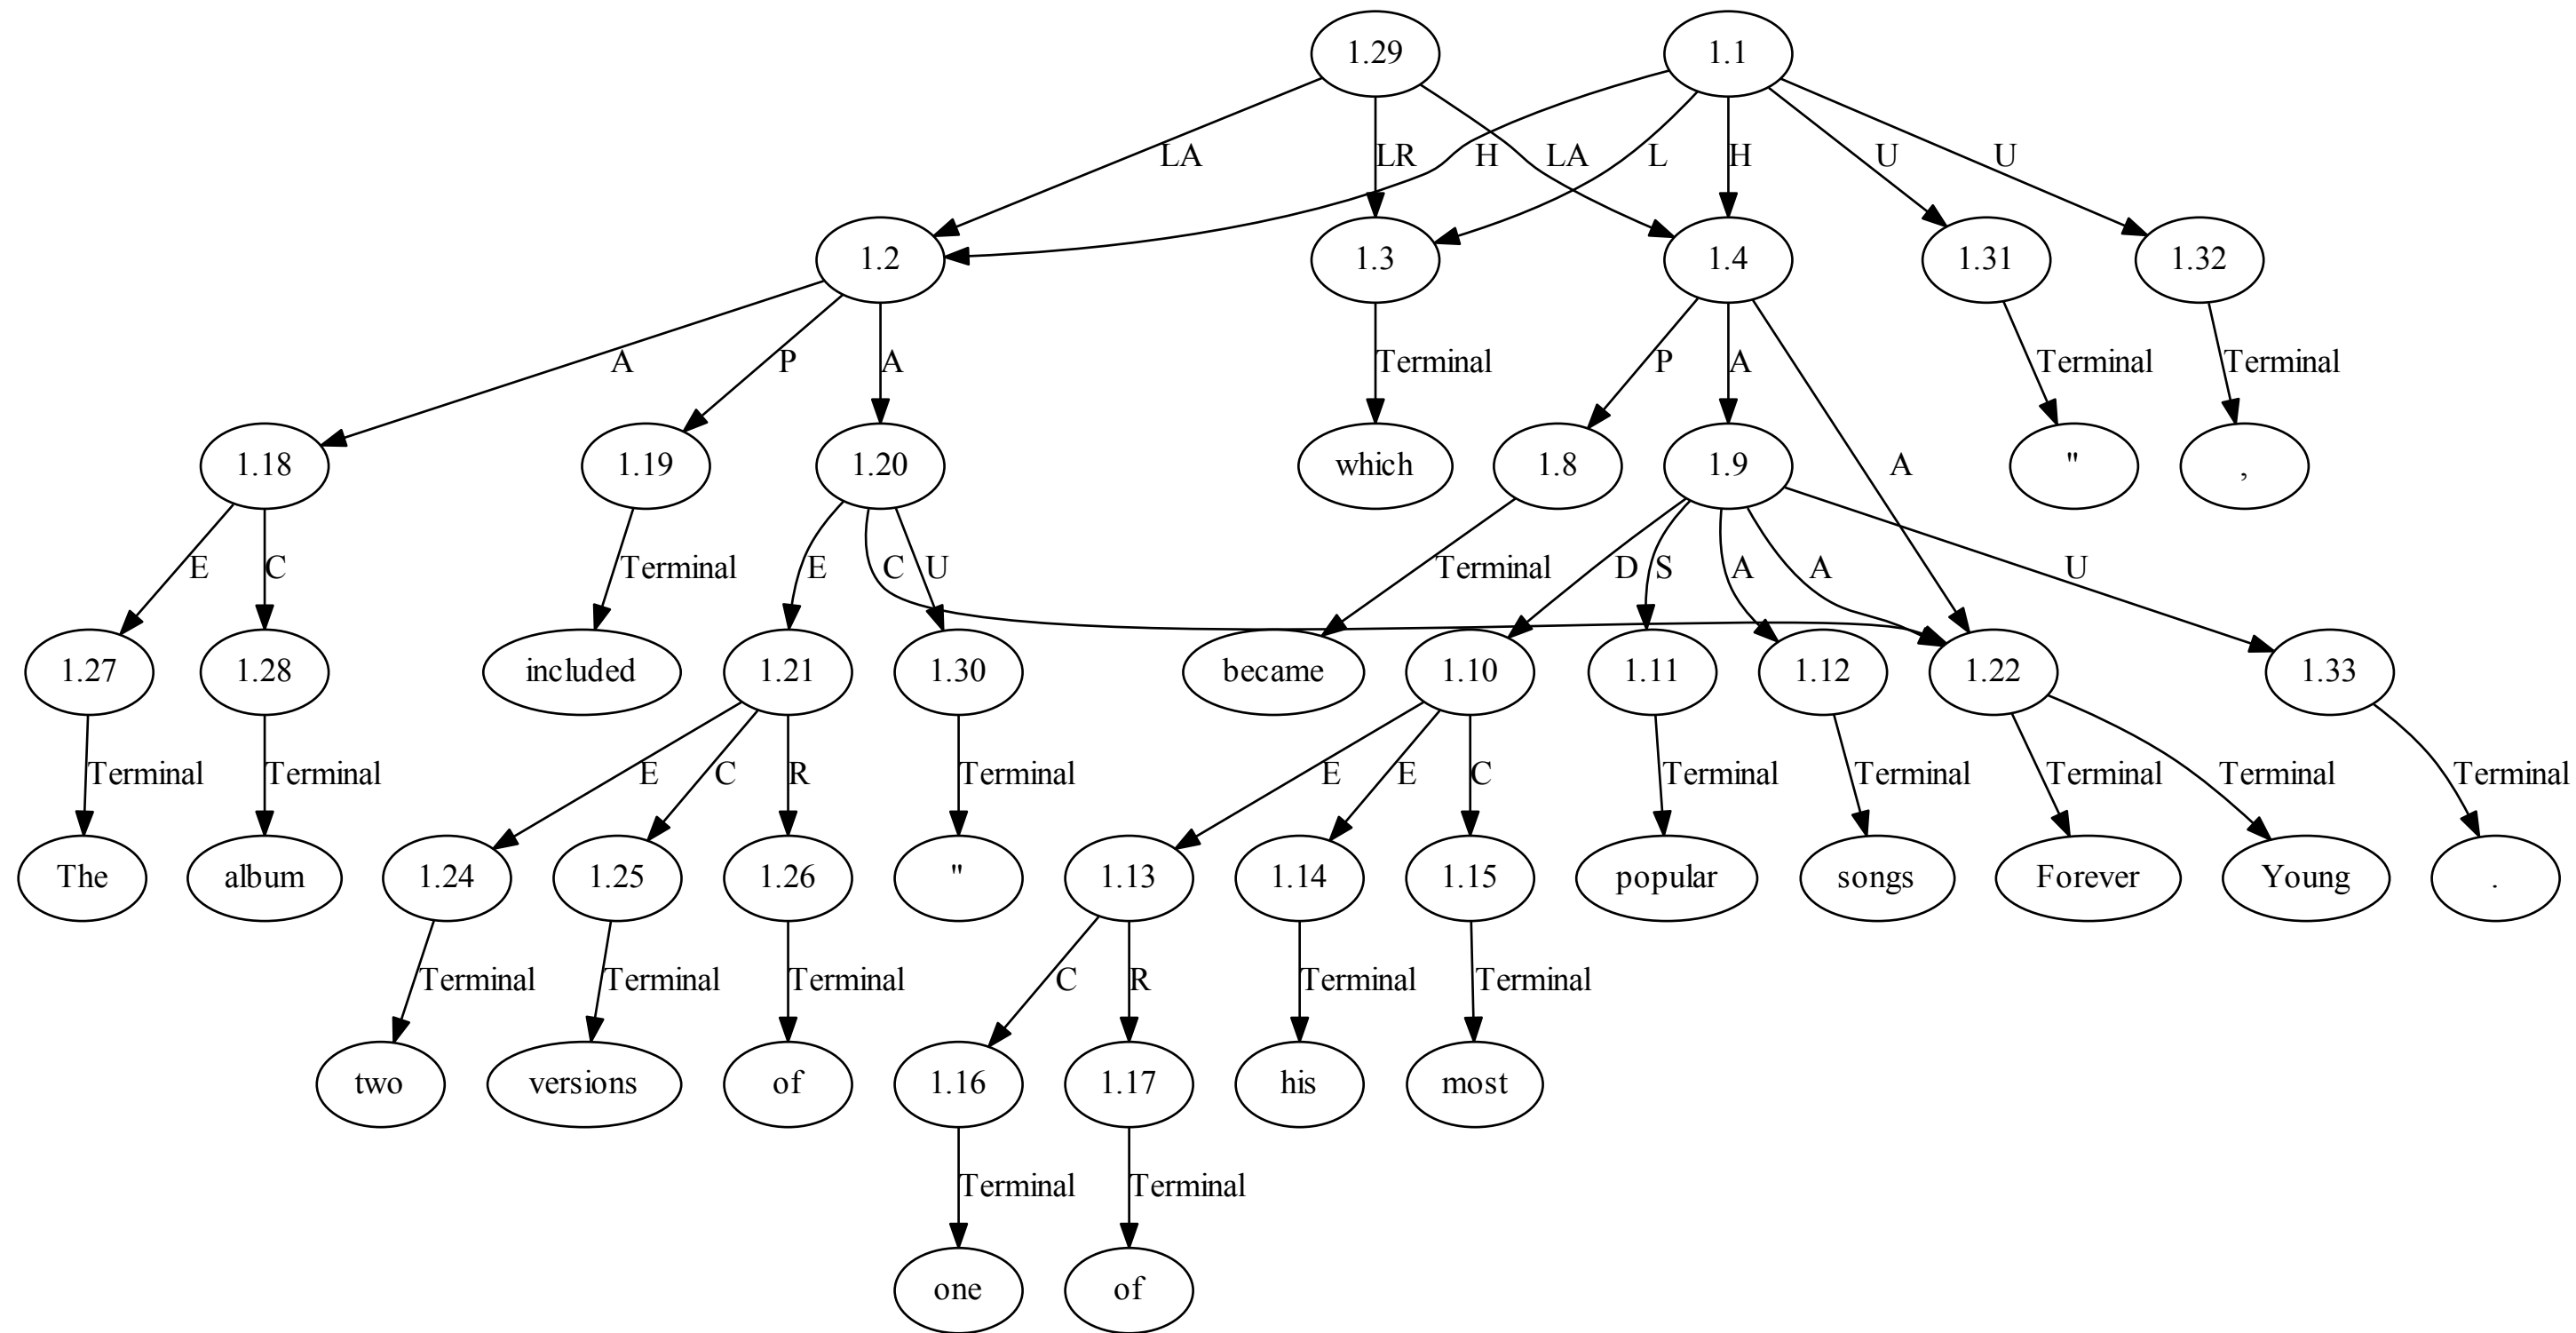 1.29 1.1
LA LR H LA L H U U
1.2 1.3 1.4 1.31 1.32
A P A Terminal P A A Terminal Terminal
1.18 1.19 1.20 which 1.8 1.9 " ,
E C Terminal E C U Terminal D S A A U
1.27 1.28 included 1.21 1.30 became 1.10 1.11 1.12 1.22 1.33
Terminal Terminal E C R Terminal E E C Terminal Terminal Terminal Terminal Terminal
The album 1.24 1.25 1.26 " 1.13 1.14 1.15 popular songs Forever Young .
Terminal Terminal Terminal C R Terminal Terminal
two versions of 1.16 1.17 his most
Terminal Terminal
one of